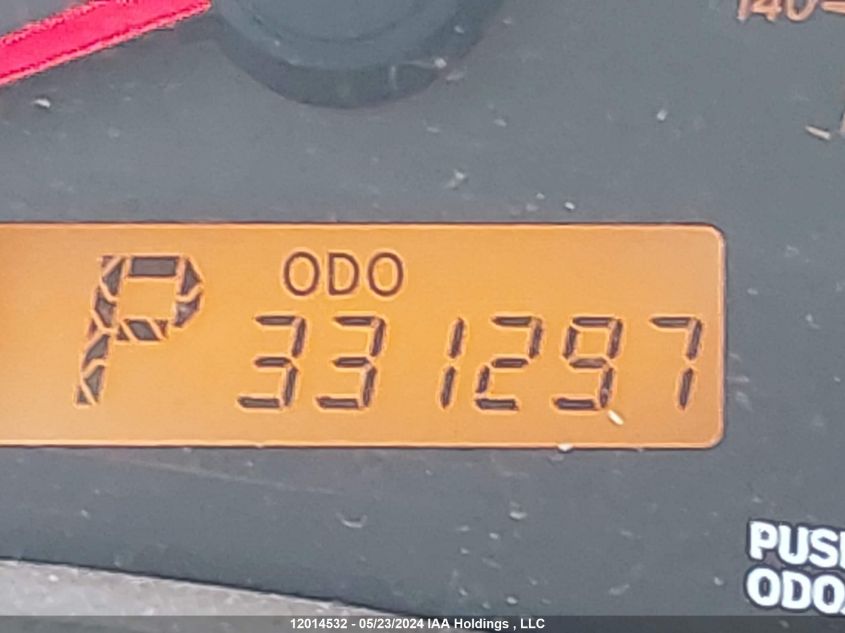 140
P ODO
331297
PUSH
ODO/
12014532 - 05/23/2024 IAA Holdings , LLC